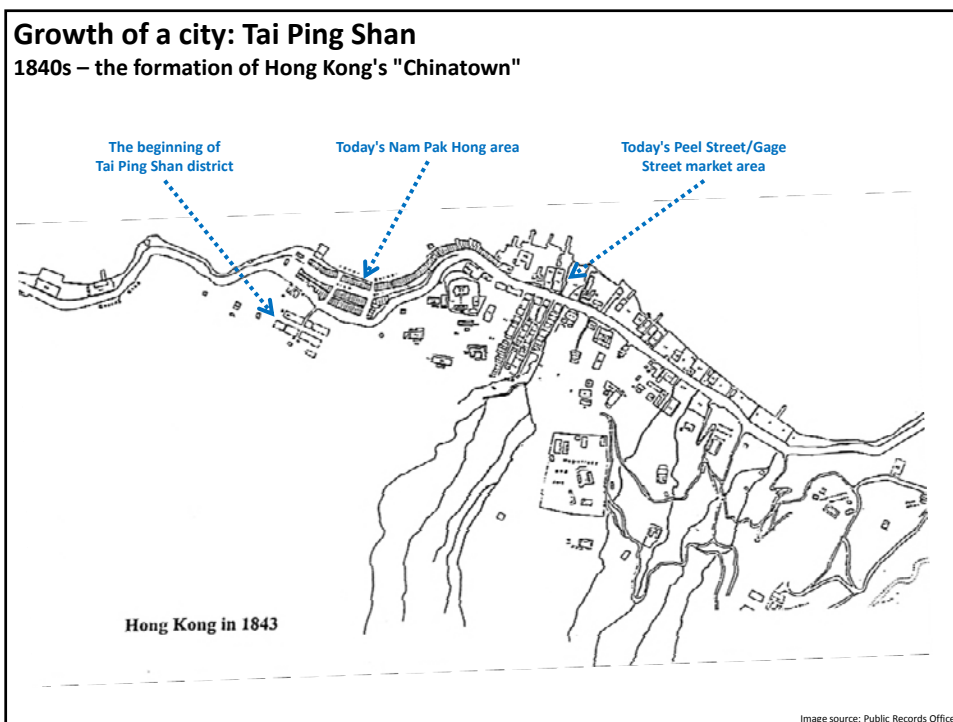 Growth of a city: Tai Ping Shan
1840s – the formation of Hong Kong's "Chinatown"
The beginning of
Tai Ping Shan district
Today's Nam Pak Hong area
Today's Peel Street/Gage
Street market area
Hong Kong in 1843
Image source: Public Records Office